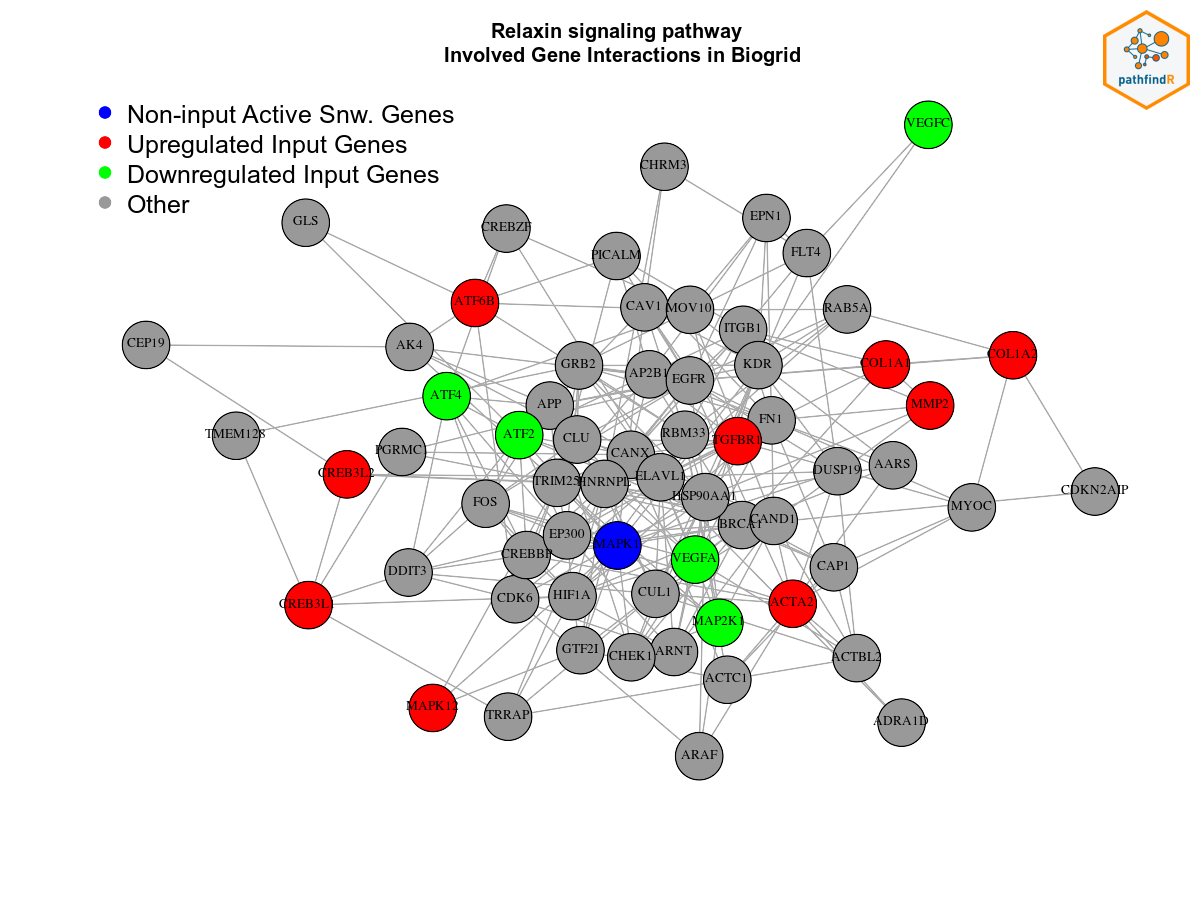 Relaxin signaling pathway
Involved Gene Interactions in Biogrid
pathfindR
Non-input Active Snw. Genes
Upregulated Input Genes
Downregulated Input Genes
Other
VEGFC
CHRM3
EPN1
GLS
CREBZF
FLT4
PICALM
ATF6B
CAV1
MOV10
RAB5A
ITGB1
CEP19
AK4
COL1A2
GRB2
KDR
COL1A1
AP2B1
EGFR
ATF4
APP
MMP2
FN1
TMEM128
ATF2
CLU
RBM33
TGFBR1
PGRMC
CANX
CREB3L2
ELAVL1
DUSP19
AARS
TRIM25
HNRNPL
CDKN2AIP
FOS
HSP90AA1
MYOC
BRCA1
CAND1
EP300
MAPK1
CREBBP
VEGFA
DDIT3
CAP1
CDK6
HIF1A
CUL1
CREB3L1
ACTA2
MAP2K1
GTF2I
CHEK1
ARNT
ACTBL2
ACTC1
MAPK12
TRRAP
ADRA1D
ARAF